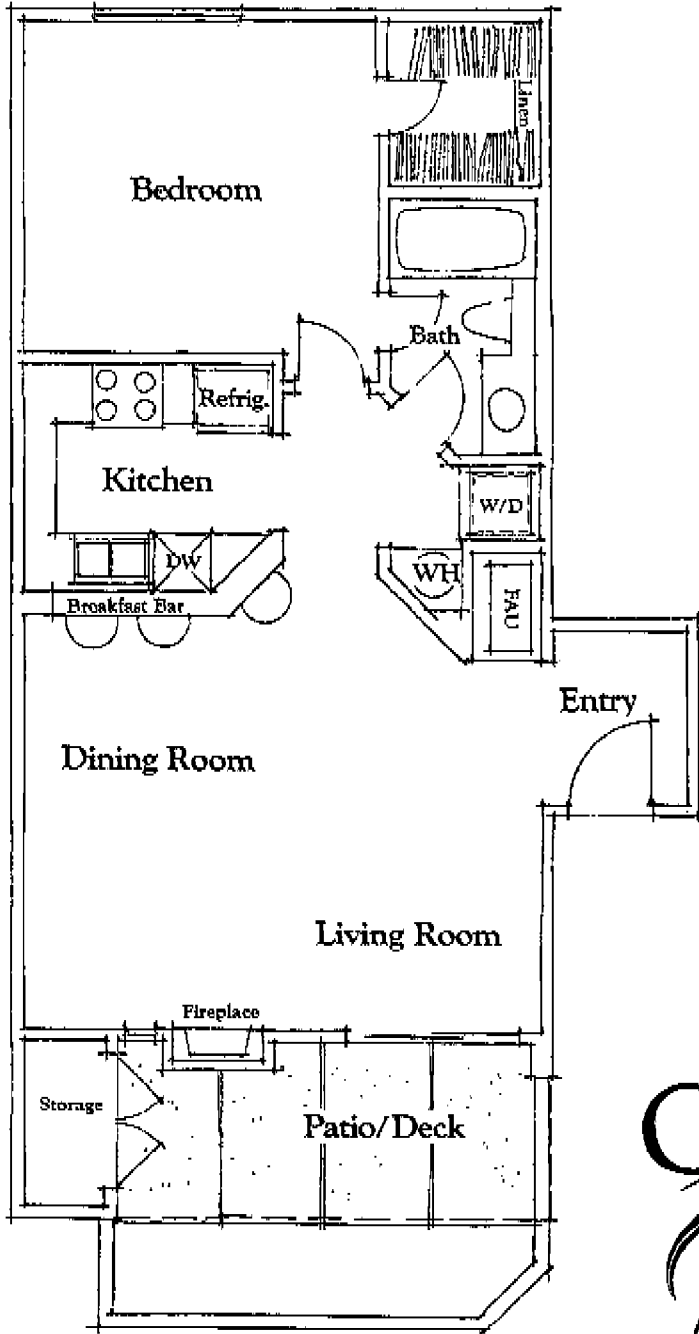 Linen
Bedroom
Bath
Refrig.
Kitchen
W/D
DW
WH
FAU
Breakfast Bar
Entry
Dining Room
Living Room
Fireplace
Storage
Patio/Deck